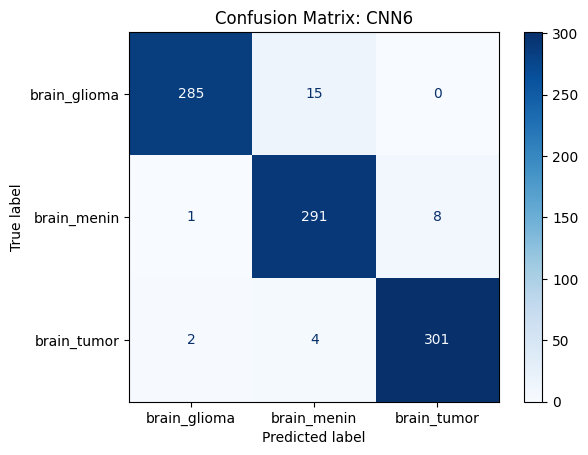 Confusion Matrix: CNN6
True label
brain_glioma 285 15 0
brain_menin 1 291 8
brain_tumor 2 4 301
brain_glioma brain_menin brain_tumor
Predicted label
300
250
200
150
100
50
0